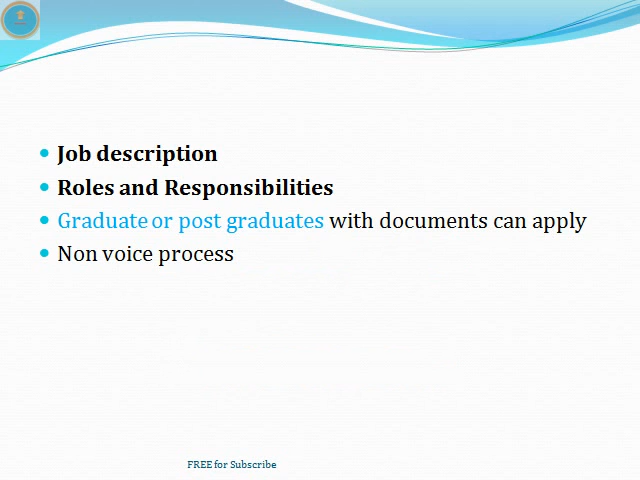 Job description
Roles and Responsibilities
Graduate or post graduates with documents can apply
Non voice process
FREE for Subscribe